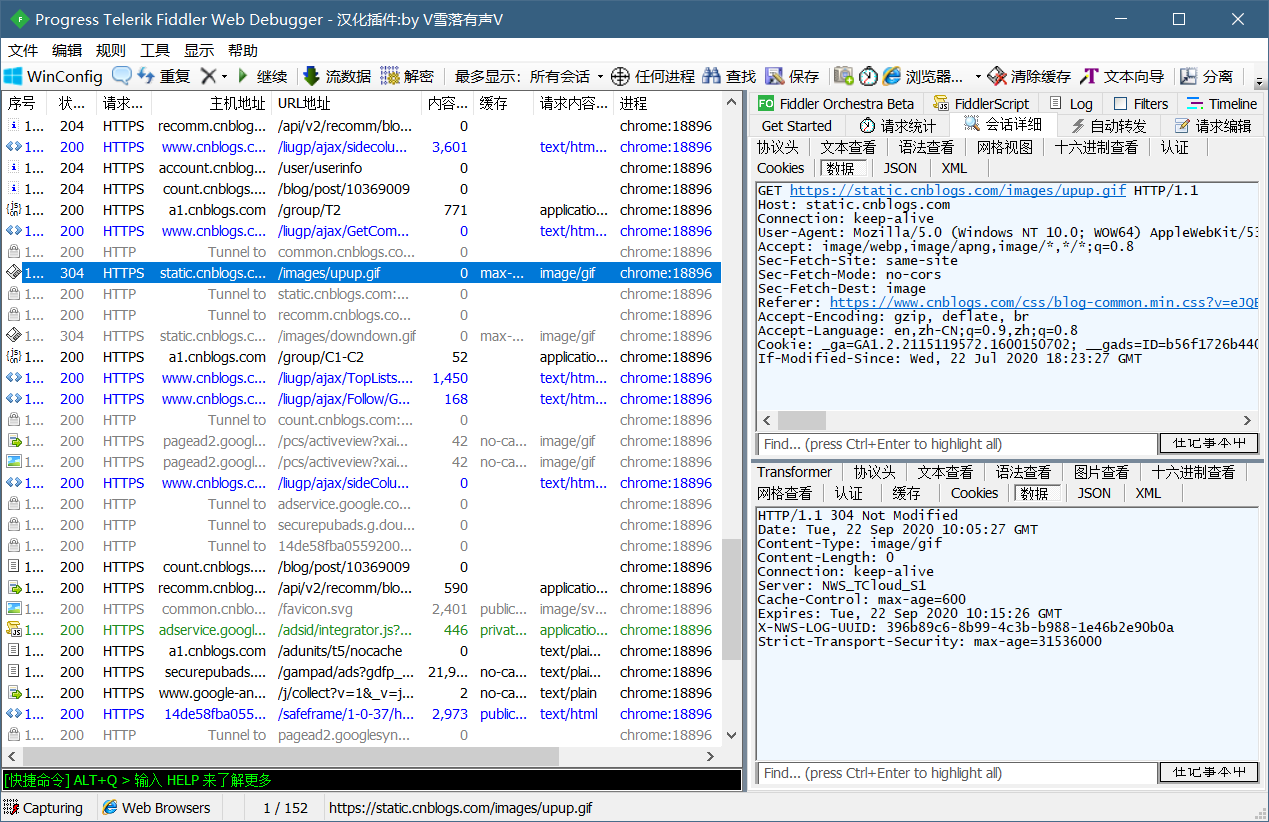 Progress Telerik Fiddler Web Debugger - 汉化插件:by V雪落有声V
文件 编辑 规则 工具 显示 帮助
WinConfig 重复 继续 流数据 解密 最多显示: 所有会话 任何进程 查找 保存 浏览器... 清除缓存 文本向导 分离
序号 状... 请求... 主机地址 URL地址 内容... 缓存 请求内容... 进程
1... 204 HTTPS recomm.cnblog... /api/v2/recomm/blo... 0 chrome:18896
1... 200 HTTPS www.cnblogs.c... /liugp/ajax/sidecolu... 3,601 text/htm... chrome:18896
1... 204 HTTPS account.cnblog... /user/userinfo 0 chrome:18896
1... 204 HTTPS count.cnblogs.... /blog/post/10369009 0 chrome:18896
1... 200 HTTPS a1.cnblogs.com /group/T2 771 applicatio... chrome:18896
1... 200 HTTPS www.cnblogs.c... /liugp/ajax/GetCom... 0 text/htm... chrome:18896
1... 200 HTTP Tunnel to common.cnblogs.co... 0 chrome:18896
1... 304 HTTPS static.cnblogs.c... /images/upup.gif 0 max-... image/gif chrome:18896
1... 200 HTTP Tunnel to static.cnblogs.com:... 0 chrome:18896
1... 200 HTTP Tunnel to recomm.cnblogs.co... 0 chrome:18896
1... 304 HTTPS static.cnblogs.c... /images/downdown.gif 0 max-... image/gif chrome:18896
1... 200 HTTPS a1.cnblogs.com /group/C1-C2 52 applicatio... chrome:18896
1... 200 HTTPS www.cnblogs.c... /liugp/ajax/TopLists.... 1,450 text/htm... chrome:18896
1... 200 HTTPS www.cnblogs.c... /liugp/ajax/Follow/G... 168 text/htm... chrome:18896
1... 200 HTTP Tunnel to count.cnblogs.com:... 0 chrome:18896
1... 200 HTTPS pagead2.googl... /pcs/activeview?xai... 42 no-ca... image/gif chrome:18896
1... 200 HTTPS pagead2.googl... /pcs/activeview?xai... 42 no-ca... image/gif chrome:18896
1... 200 HTTPS www.cnblogs.c... /liugp/ajax/sideColu... 0 text/htm... chrome:18896
1... 200 HTTP Tunnel to adservice.google.co... 0 chrome:18896
1... 200 HTTP Tunnel to securepubads.g.dou... 0 chrome:18896
1... 200 HTTP Tunnel to 14de58fba0559200... 0 chrome:18896
1... 200 HTTPS count.cnblogs.... /blog/post/10369009 0 chrome:18896
1... 200 HTTPS recomm.cnblog... /api/v2/recomm/blo... 590 applicatio... chrome:18896
1... 200 HTTPS common.cnblo... /favicon.svg 2,401 public... image/sv... chrome:18896
1... 200 HTTPS adservice.googl... /adsid/integrator.js?... 446 privat... applicatio... chrome:18896
1... 200 HTTPS a1.cnblogs.com /adunits/t5/nocache 0 text/plai... chrome:18896
1... 200 HTTPS securepubads.... /gampad/ads?gdfp_... 21,9... no-ca... text/plai... chrome:18896
1... 200 HTTPS www.google-an... /j/collect?v=1&_v=j... 2 no-ca... text/plain chrome:18896
1... 200 HTTPS 14de58fba055... /safeframe/1-0-37/h... 2,973 public... text/html chrome:18896
1... 200 HTTP Tunnel to pagead2.googlesyn... 0 chrome:18896
[快捷命令] ALT+Q > 输入 HELP 来了解更多
Capturing Web Browsers 1 / 152 https://static.cnblogs.com/images/upup.gif
FO Fiddler Orchestra Beta FiddlerScript Log Filters Timeline
Get Started 请求统计 会话详细 自动转发 请求编辑
协议头 文本查看 语法查看 网格视图 十六进制查看 认证
Cookies 数据 JSON XML
GET https://static.cnblogs.com/images/upup.gif HTTP/1.1
Host: static.cnblogs.com
Connection: keep-alive
User-Agent: Mozilla/5.0 (Windows NT 10.0; WOW64) AppleWebKit/53
Accept: image/webp,image/apng,image/*,*/*;q=0.8
Sec-Fetch-Site: same-site
Sec-Fetch-Mode: no-cors
Sec-Fetch-Dest: image
Referer: https://www.cnblogs.com/css/blog-common.min.css?v=eJQE
Accept-Encoding: gzip, deflate, br
Accept-Language: en,zh-CN;q=0.9,zh;q=0.8
Cookie: _ga=GA1.2.2115119572.1600150702; __gads=ID=b56f1726b440
If-Modified-Since: Wed, 22 Jul 2020 18:23:27 GMT
Find... (press Ctrl+Enter to highlight all)
Transformer 协议头 文本查看 语法查看 图片查看 十六进制查看
网格查看 认证 缓存 Cookies 数据 JSON XML
HTTP/1.1 304 Not Modified
Date: Tue, 22 Sep 2020 10:05:27 GMT
Content-Type: image/gif
Content-Length: 0
Connection: keep-alive
Server: NWS_TCloud_S1
Cache-Control: max-age=600
Expires: Tue, 22 Sep 2020 10:15:26 GMT
X-NWS-LOG-UUID: 396b89c6-8b99-4c3b-b988-1e46b2e90b0a
Strict-Transport-Security: max-age=31536000
Find... (press Ctrl+Enter to highlight all)